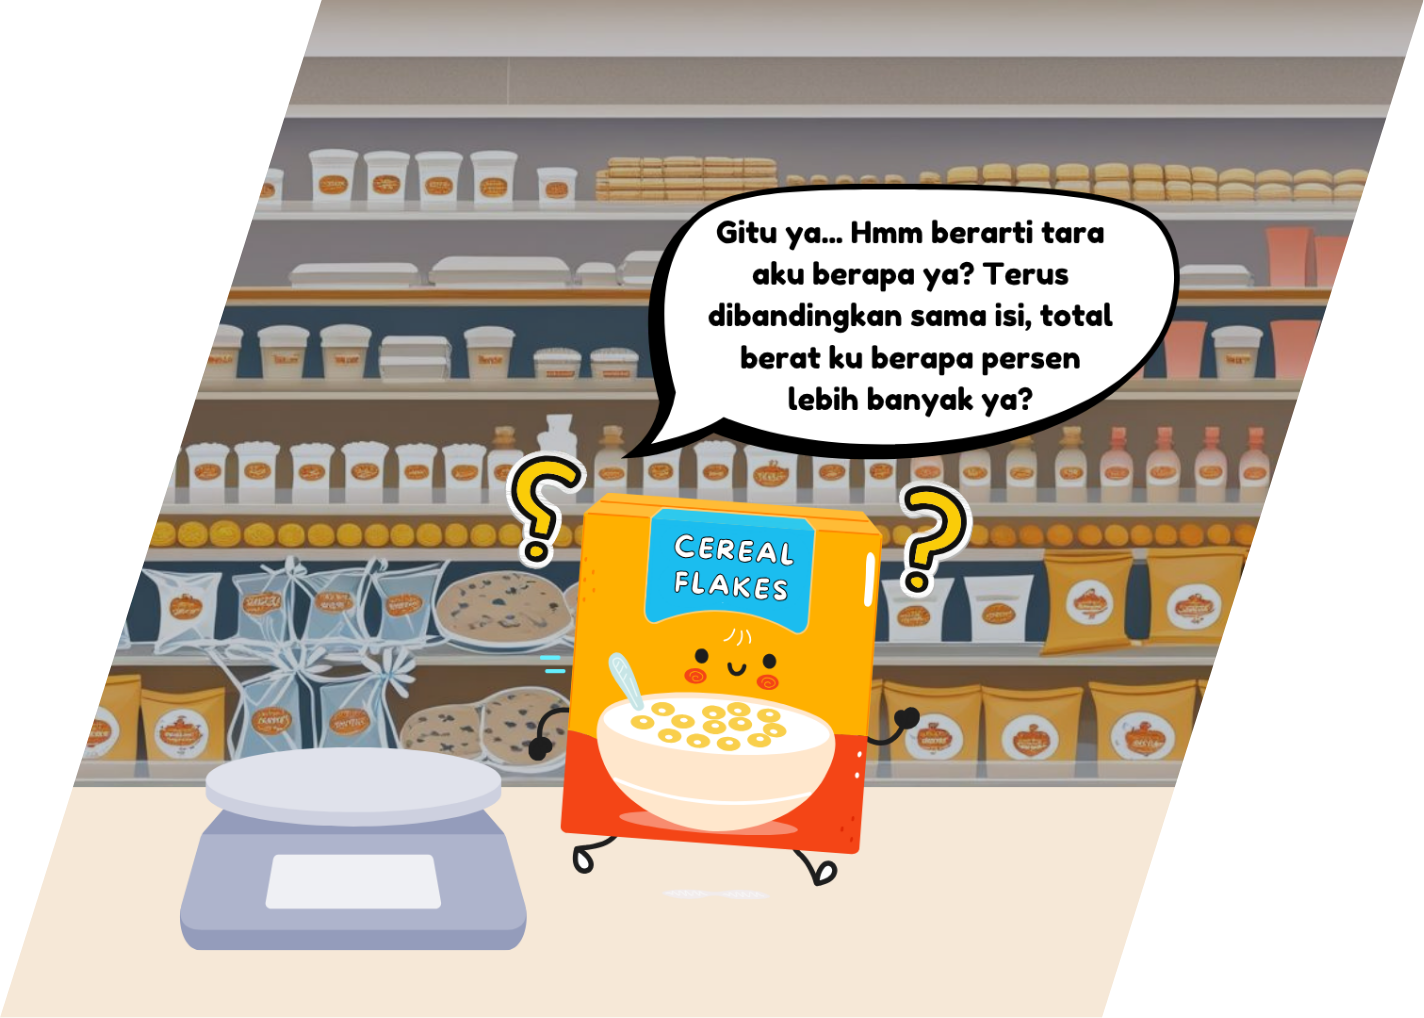 Gitu ya... Hmm berarti tara
aku berapa ya? Terus
dibandingkan sama isi, total
berat ku berapa persen
lebih banyak ya?
CEREAL
FLAKES